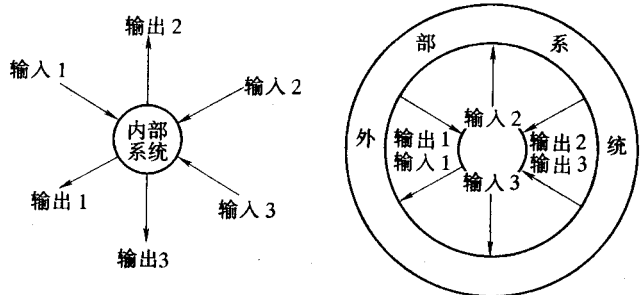 输出 2
输入 1
输入 2
内部
系统
输出 1
输入 3
输出3
部 系
外 统
输入 2
输出1 输出2
输入1 输出3
输入 3